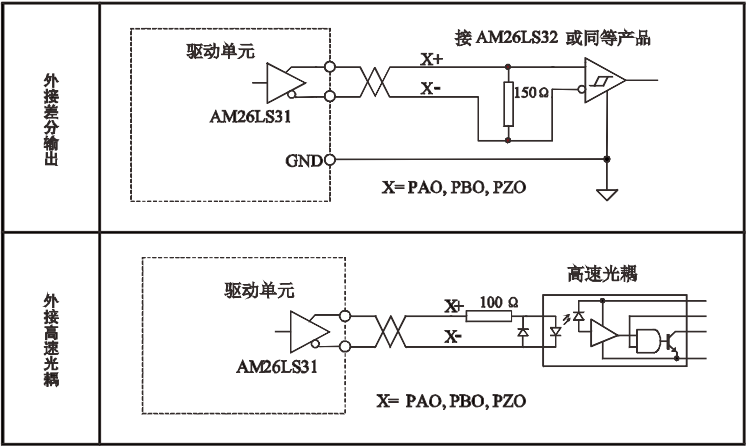 外接差分输出
驱动单元
AM26LS31
X+
X-
接 AM26LS32 或同等产品
150Ω
GND
X= PAO, PBO, PZO
外接高速光耦
驱动单元
AM26LS31
X+
X-
100 Ω
高速光耦
X= PAO, PBO, PZO